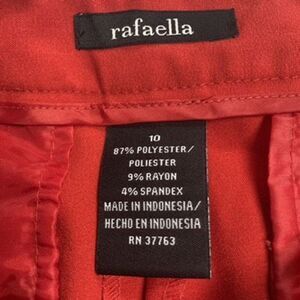 rafaella
10
87% POLYESTER/
POLIESTER
9% RAYON
4% SPANDEX
MADE IN INDONESIA/
HECHO EN INDONESIA
RN 37763